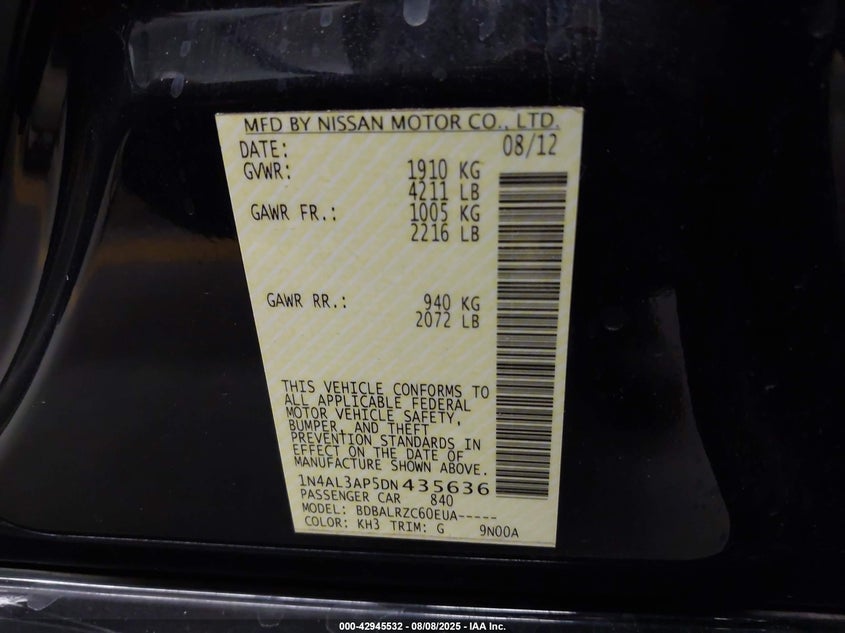 MFD BY NISSAN MOTOR CO., LTD.
DATE: 08/12
GVWR: 1910 KG
4211 LB
GAWR FR.: 1005 KG
2216 LB
GAWR RR.: 940 KG
2072 LB
THIS VEHICLE CONFORMS TO
ALL APPLICABLE FEDERAL
MOTOR VEHICLE SAFETY,
BUMPER, AND THEFT
PREVENTION STANDARDS IN
EFFECT ON THE DATE OF
MANUFACTURE SHOWN ABOVE.
1N4AL3AP5DN435636
PASSENGER CAR 840
MODEL: BDBALRZC60EUA-----
COLOR: KH3 TRIM: G 9N00A
000-42945532 - 08/08/2025 - IAA Inc.